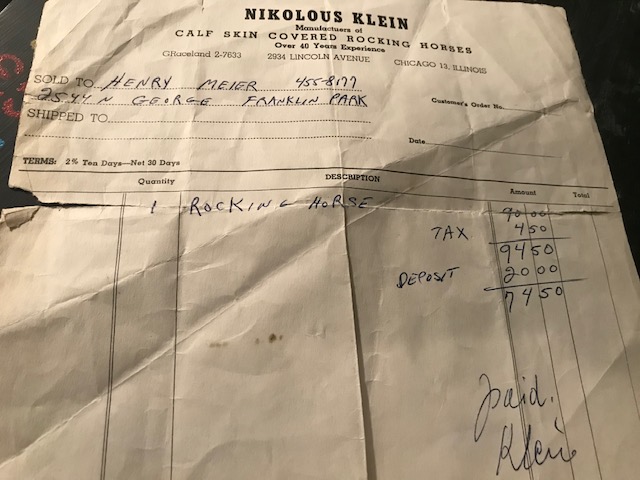 NIKOLOUS KLEIN
Manufactuers of
CALF SKIN COVERED ROCKING HORSES
Over 40 Years Experience
GRaceland 2-7633 2934 LINCOLN AVENUE CHICAGO 13, ILLINOIS
SOLD TO HENRY MEIER 455-8177
2544 N GEORGE FRANKLIN PARK
Customer's Order No.
SHIPPED TO
Date
TERMS: 2% Ten Days—Net 30 Days
Quantity DESCRIPTION Amount Total
1 ROCKING HORSE 90 00
TAX 4 50
94 50
DEPOSIT 20 00
74 50
paid.
Klein